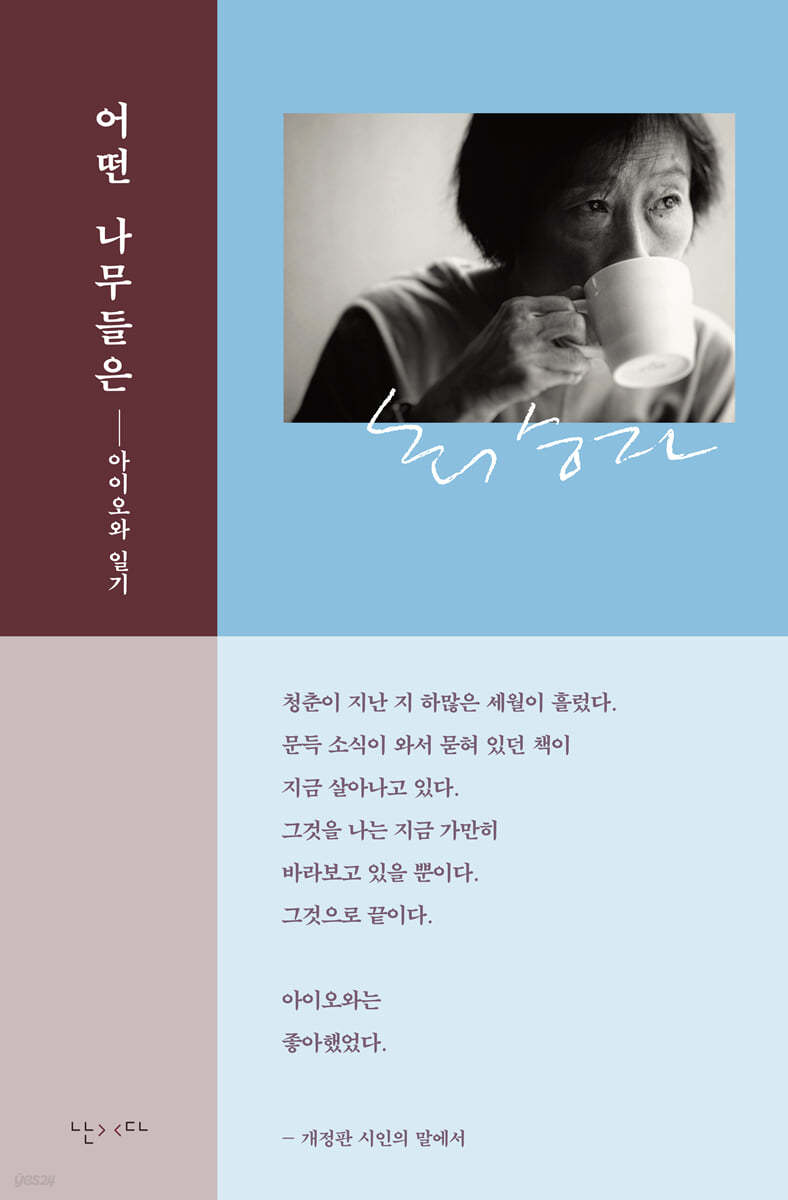 어떤 나무들은
—아이오와 일기
청춘이 지난 지 하많은 세월이 흘렀다.
문득 소식이 와서 묻혀 있던 책이
지금 살아나고 있다.
그것을 나는 지금 가만히
바라보고 있을 뿐이다.
그것으로 끝이다.
아이오와는
좋아했었다.
– 개정판 시인의 말에서
난다
yes24